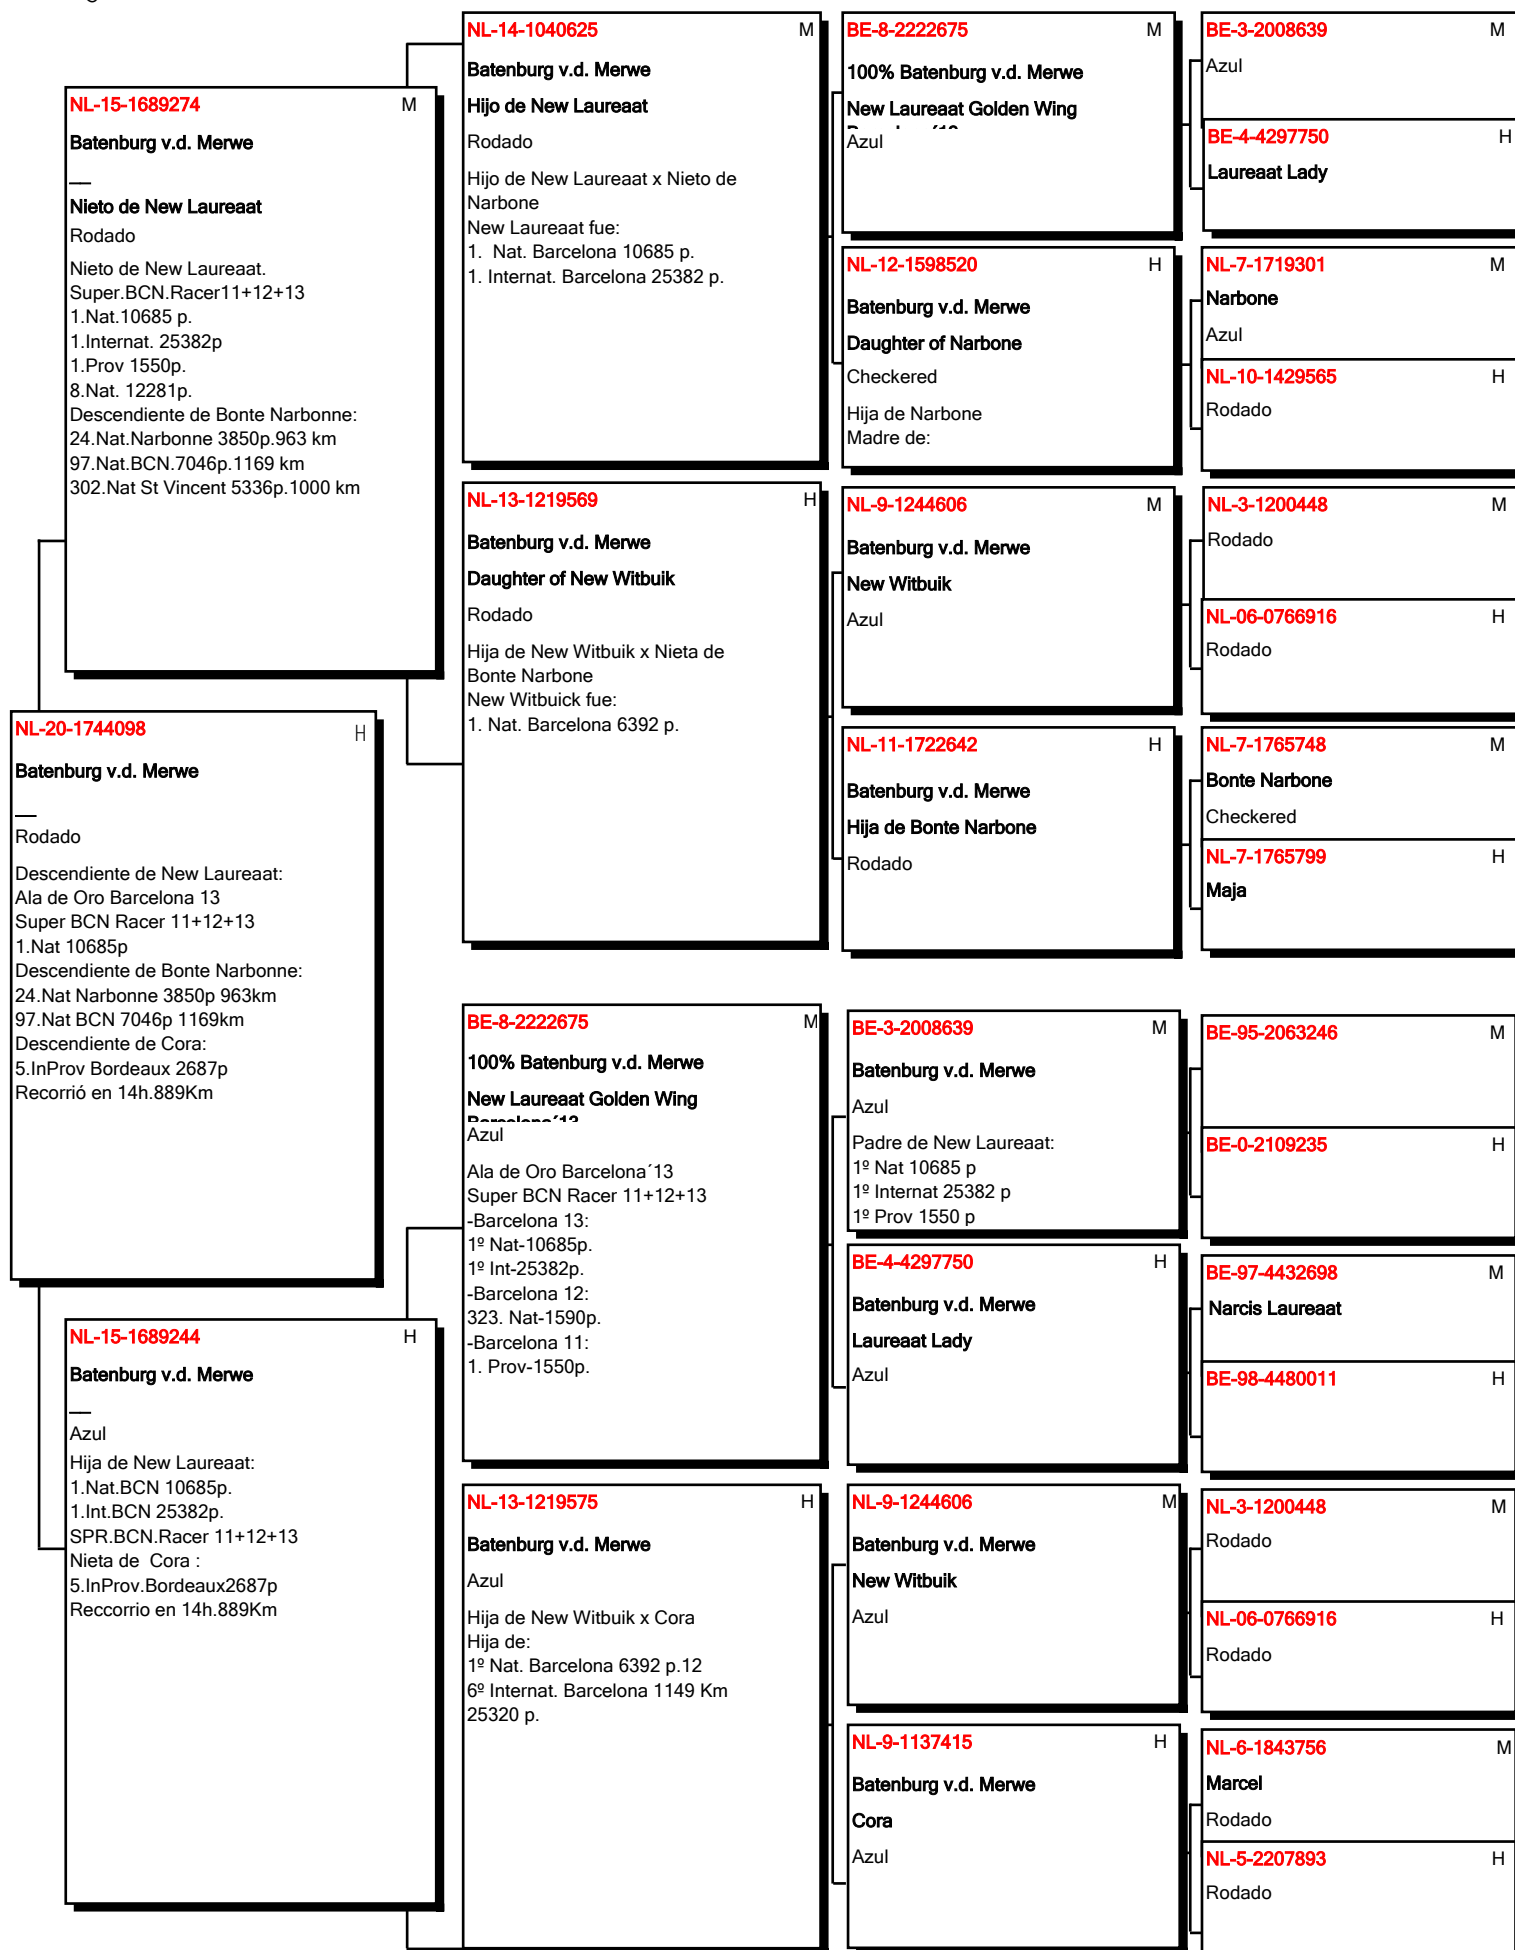 NL-20-1744098 H
Batenburg v.d. Merwe
__
Rodado
Descendiente de New Laureaat:
Ala de Oro Barcelona 13
Super BCN Racer 11+12+13
1.Nat 10685p
Descendiente de Bonte Narbonne:
24.Nat Narbonne 3850p 963km
97.Nat BCN 7046p 1169km
Descendiente de Cora:
5.InProv Bordeaux 2687p
Recorrió en 14h.889Km
NL-15-1689274 M
Batenburg v.d. Merwe
__
Nieto de New Laureaat
Rodado
Nieto de New Laureaat.
Super.BCN.Racer11+12+13
1.Nat.10685 p.
1.Internat. 25382p
1.Prov 1550p.
8.Nat. 12281p.
Descendiente de Bonte Narbonne:
24.Nat.Narbonne 3850p.963 km
97.Nat.BCN.7046p.1169 km
302.Nat St Vincent 5336p.1000 km
NL-15-1689244 H
Batenburg v.d. Merwe
__
Azul
Hija de New Laureaat:
1.Nat.BCN 10685p.
1.Int.BCN 25382p.
SPR.BCN.Racer 11+12+13
Nieta de  Cora :
5.InProv.Bordeaux2687p
Reccorrio en 14h.889Km
NL-14-1040625 M
Batenburg v.d. Merwe
Hijo de New Laureaat
Rodado
Hijo de New Laureaat x Nieto de
Narbone
New Laureaat fue:
1.  Nat. Barcelona 10685 p.
1. Internat. Barcelona 25382 p.
NL-13-1219569 H
Batenburg v.d. Merwe
Daughter of New Witbuik
Rodado
Hija de New Witbuik x Nieta de
Bonte Narbone
New Witbuick fue:
1. Nat. Barcelona 6392 p.
BE-8-2222675 M
100% Batenburg v.d. Merwe
New Laureaat Golden Wing
Barcelona´13
Azul
Ala de Oro Barcelona´13
Super BCN Racer 11+12+13
-Barcelona 13:
1º Nat-10685p.
1º Int-25382p.
-Barcelona 12:
323. Nat-1590p.
-Barcelona 11:
1. Prov-1550p.
NL-13-1219575 H
Batenburg v.d. Merwe
Azul
Hija de New Witbuik x Cora
Hija de:
1º Nat. Barcelona 6392 p.12
6º Internat. Barcelona 1149 Km
25320 p.
BE-8-2222675 M
100% Batenburg v.d. Merwe
New Laureaat Golden Wing
Azul
NL-12-1598520 H
Batenburg v.d. Merwe
Daughter of Narbone
Checkered
Hija de Narbone
Madre de:
NL-9-1244606 M
Batenburg v.d. Merwe
New Witbuik
Azul
NL-11-1722642 H
Batenburg v.d. Merwe
Hija de Bonte Narbone
Rodado
BE-3-2008639 M
Batenburg v.d. Merwe
Azul
Padre de New Laureaat:
1º Nat 10685 p
1º Internat 25382 p
1º Prov 1550 p
BE-4-4297750 H
Batenburg v.d. Merwe
Laureaat Lady
Azul
NL-9-1244606 M
Batenburg v.d. Merwe
New Witbuik
Azul
NL-9-1137415 H
Batenburg v.d. Merwe
Cora
Azul
BE-3-2008639 M
Azul
BE-4-4297750 H
Laureaat Lady
NL-7-1719301 M
Narbone
Azul
NL-10-1429565 H
Rodado
NL-3-1200448 M
Rodado
NL-06-0766916 H
Rodado
NL-7-1765748 M
Bonte Narbone
Checkered
NL-7-1765799 H
Maja
BE-95-2063246 M
BE-0-2109235 H
BE-97-4432698 M
Narcis Laureaat
BE-98-4480011 H
NL-3-1200448 M
Rodado
NL-06-0766916 H
Rodado
NL-6-1843756 M
Marcel
Rodado
NL-5-2207893 H
Rodado